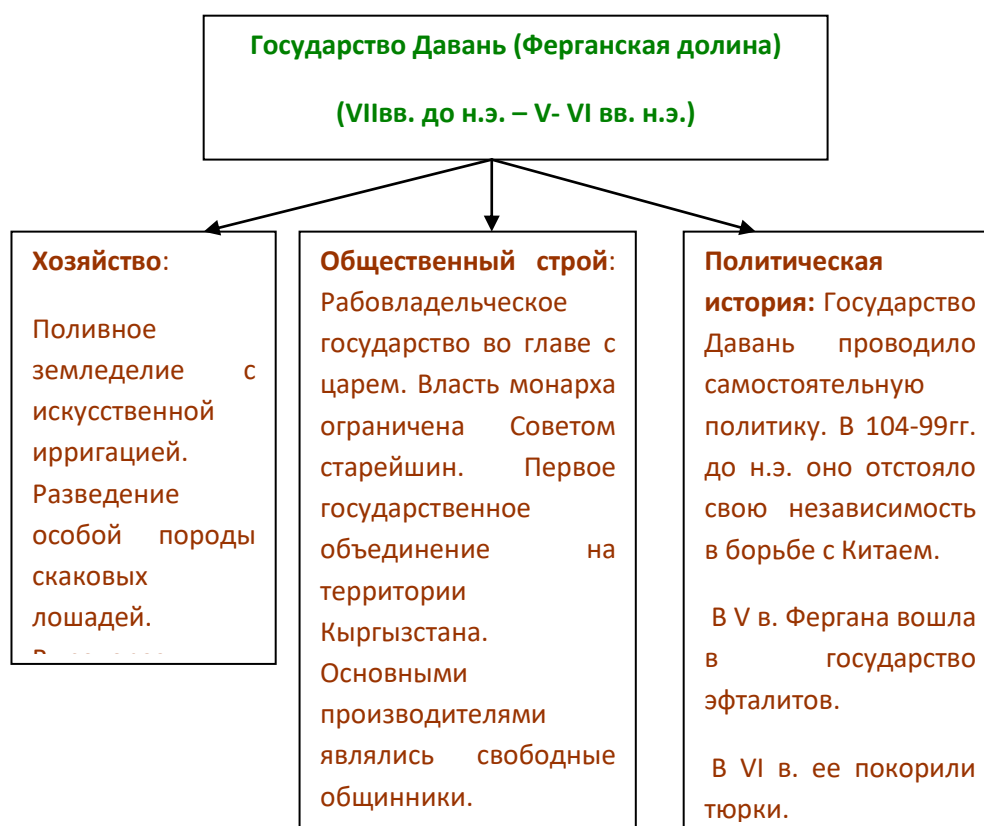 Государство Давань (Ферганская долина)
(VIIвв. до н.э. – V- VI вв. н.э.)
Хозяйство:
Поливное
земледелие с
искусственной
ирригацией.
Разведение
особой породы
скаковых
лошадей.
Общественный строй:
Рабовладельческое
государство во главе с
царем. Власть монарха
ограничена Советом
старейшин. Первое
государственное
объединение на
территории
Кыргызстана.
Основными
производителями
являлись свободные
общинники.
Политическая
история: Государство
Давань проводило
самостоятельную
политику. В 104-99гг.
до н.э. оно отстояло
свою независимость
в борьбе с Китаем.
В V в. Фергана вошла
в государство
эфталитов.
В VI в. ее покорили
тюрки.